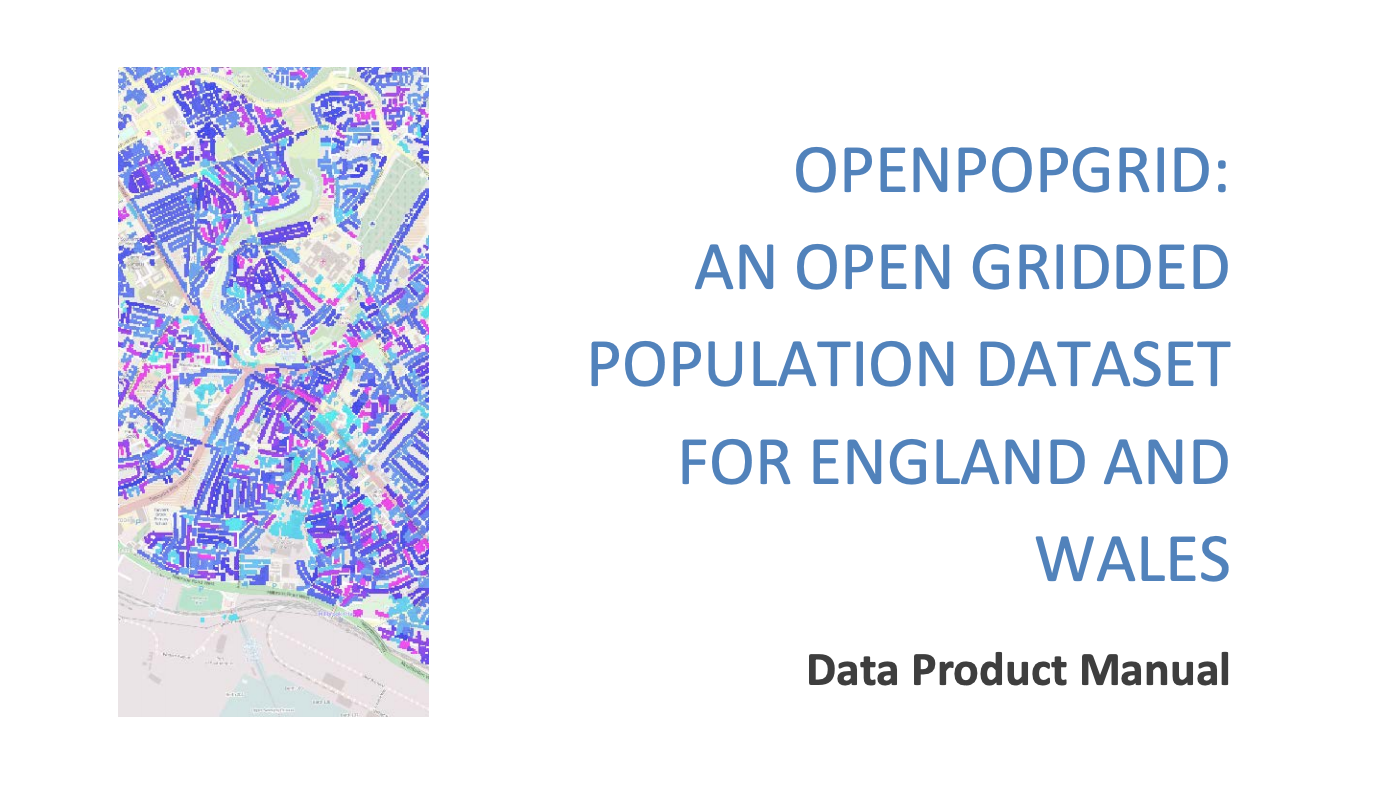 OPENPOPGRID:
AN OPEN GRIDDED
POPULATION DATASET
FOR ENGLAND AND
WALES
Data Product Manual